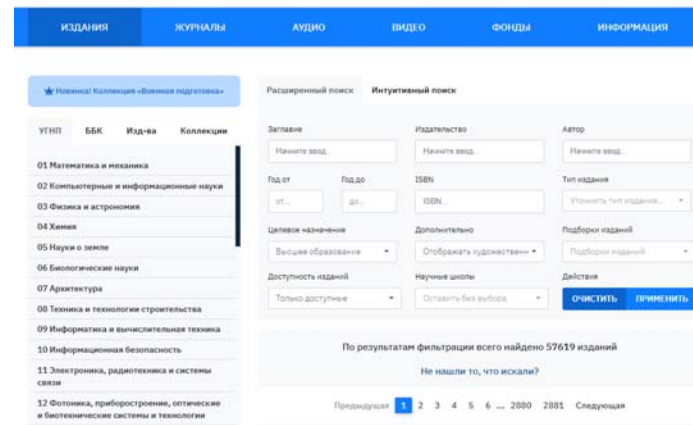 ИЗДАНИЯ ЖУРНАЛЫ АУДИО ВИДЕО ФОНДЫ ИНФОРМАЦИЯ
Новинка! Коллекция «Военная подготовка»
УГНП ББК Изд-ва Коллекции
01 Математика и механика
02 Компьютерные и информационные науки
03 Физика и астрономия
04 Химия
05 Науки о земле
06 Биологические науки
07 Архитектура
08 Техника и технологии строительства
09 Информатика и вычислительная техника
10 Информационная безопасность
11 Электроника, радиотехника и системы
связи
12 Фотоника, приборостроение, оптические
и биотехнические системы и технологии
Расширенный поиск Интуитивный поиск
Заглавие Издательство Автор
Начните ввод... Начните ввод... Начните ввод...
Год от Год до ISBN Тип издания
от... до... ISBN... Уточнить тип издания...
Целевое назначение Дополнительно Подборки изданий
Высшее образование Отображать художественн Подборки изданий
Доступность изданий Научные школы Действия
Только доступные Оставить без выбора ОЧИСТИТЬ ПРИМЕНИТЬ
По результатам фильтрации всего найдено 57619 изданий
Не нашли то, что искали?
Предыдущая 1 2 3 4 5 6 ... 2880 2881 Следующая